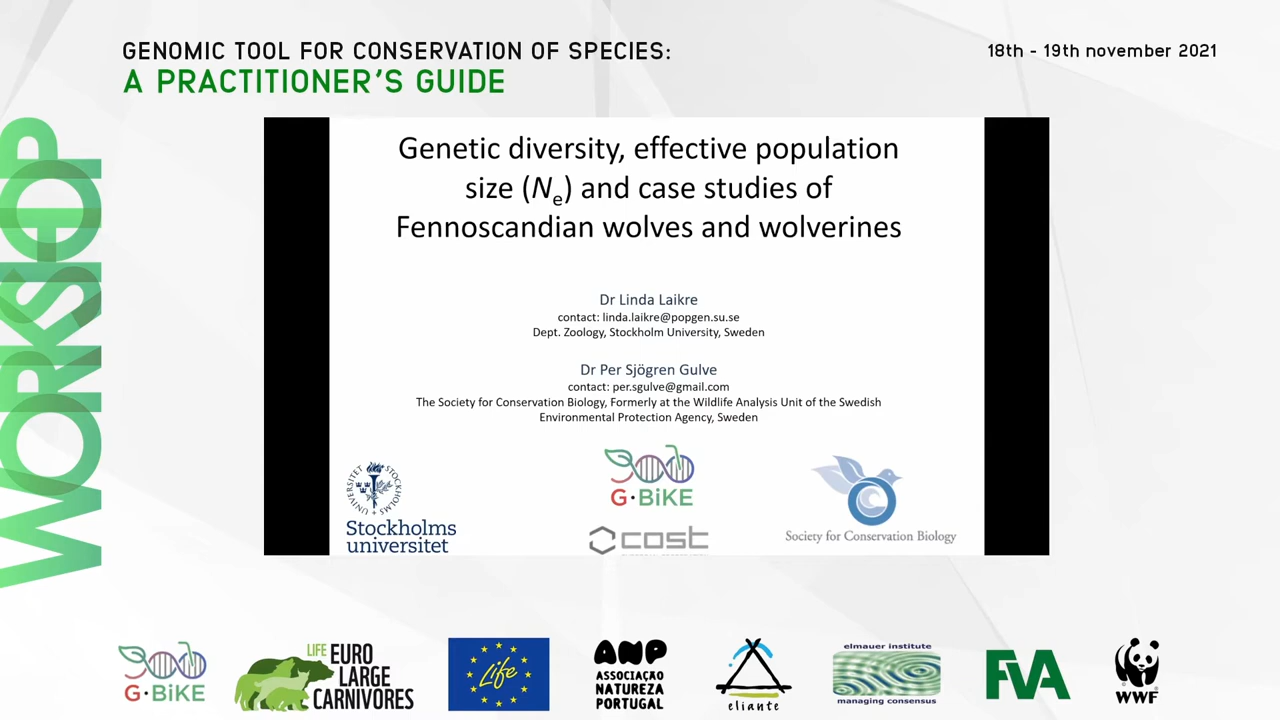 GENOMIC TOOL FOR CONSERVATION OF SPECIES:
A PRACTITIONER'S GUIDE
18th - 19th november 2021
WORKSHOP
Genetic diversity, effective population
size (Ne) and case studies of
Fennoscandian wolves and wolverines
Dr Linda Laikre
contact: linda.laikre@popgen.su.se
Dept. Zoology, Stockholm University, Sweden
Dr Per Sjögren Gulve
contact: per.sgulve@gmail.com
The Society for Conservation Biology, Formerly at the Wildlife Analysis Unit of the Swedish
Environmental Protection Agency, Sweden
Stockholms
universitet
G·BiKE
cost
Society for Conservation Biology
G·BiKE
LIFE EURO
LARGE
CARNIVORES
Life
ANP
ASSOCIAÇÃO
NATUREZA
PORTUGAL
eliante
elmauer institute
managing consensus
FVA
WWF